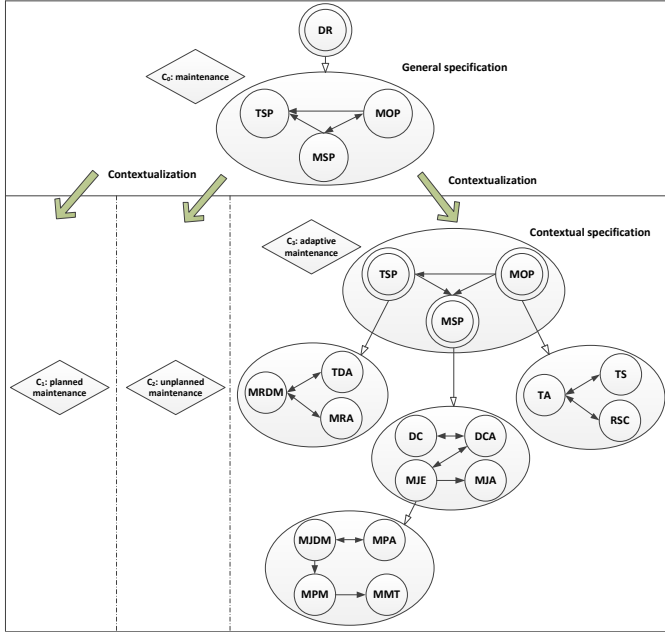 DR
General specification
C₀: maintenance
TSP
MOP
MSP
Contextualization
Contextualization
Contextual specification
C₃: adaptive
maintenance
TSP
MOP
MSP
C₁: planned
maintenance
C₂: unplanned
maintenance
TDA
MRDM
MRA
TS
TA
RSC
DC
DCA
MJE
MJA
MJDM
MPA
MPM
MMT